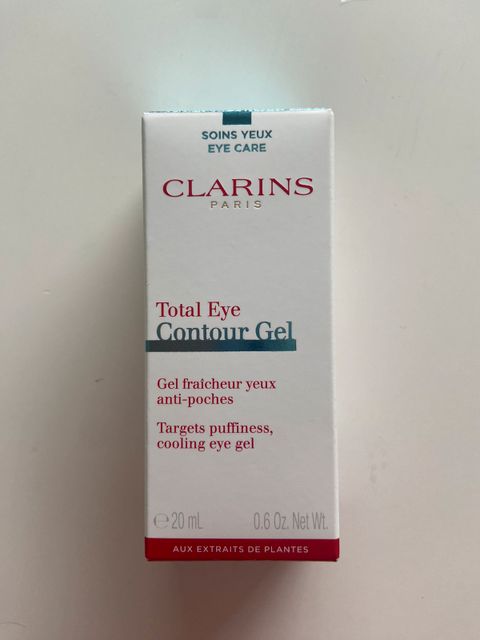 SOINS YEUX
EYE CARE
CLARINS
PARIS
Total Eye
Contour Gel
Gel fraîcheur yeux
anti-poches
Targets puffiness,
cooling eye gel
℮ 20 mL 0.6 Oz. Net Wt.
AUX EXTRAITS DE PLANTES